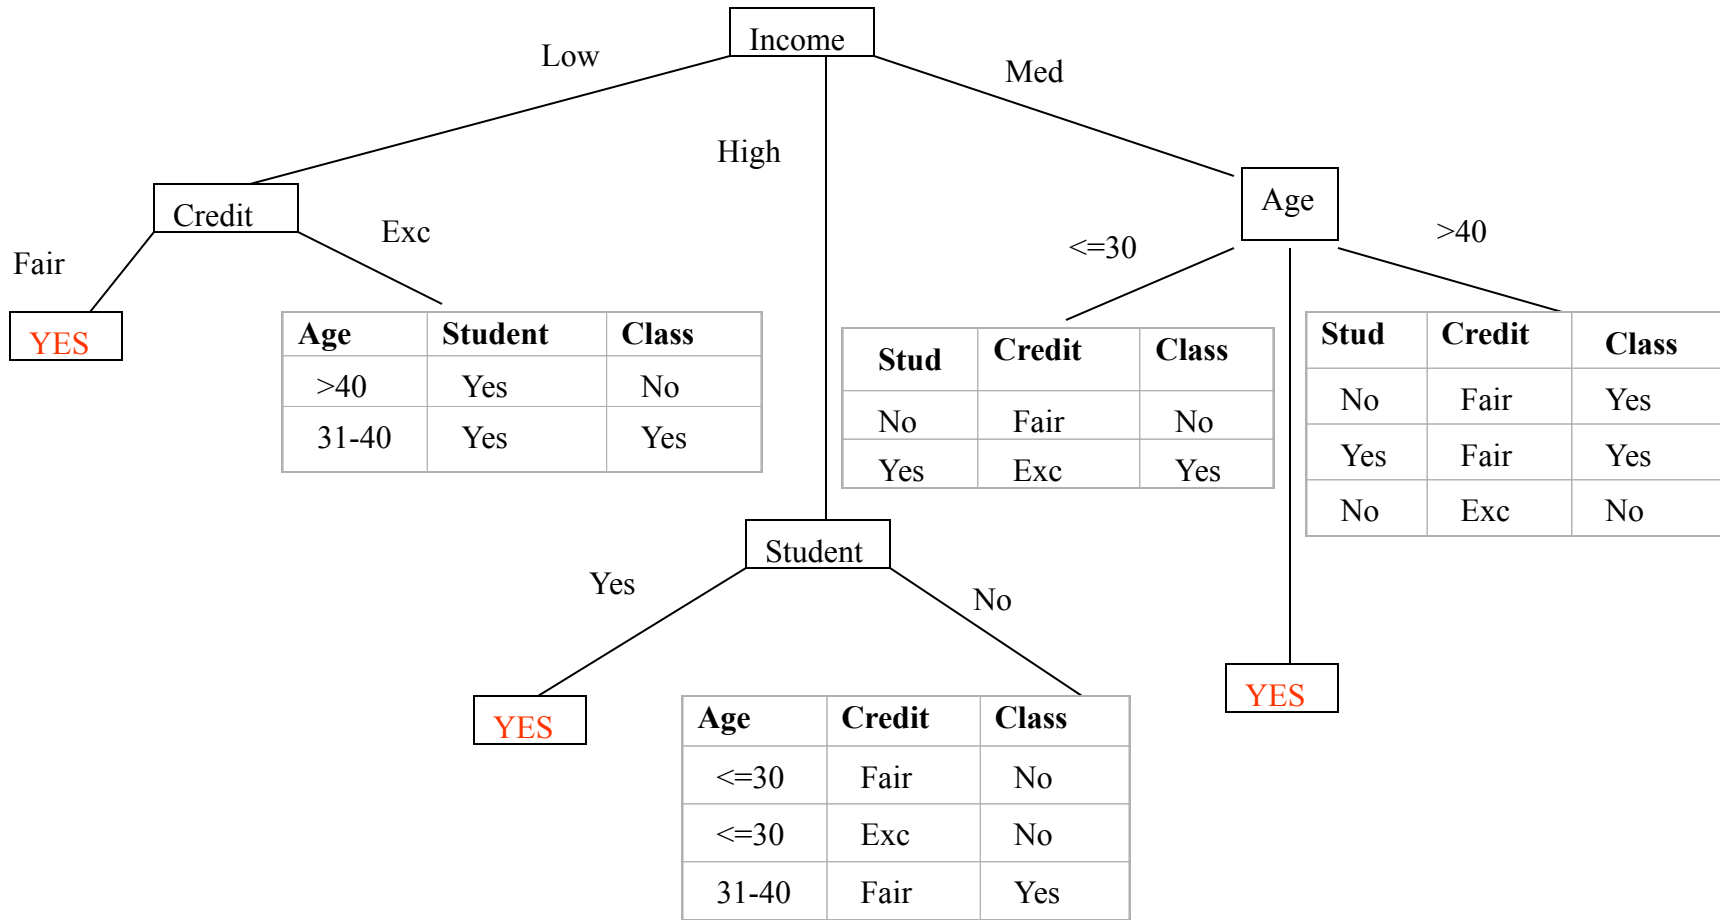 Income
Low
Med
High
Credit
Age
Fair
Exc
<=30
>40
YES
Age Student Class
>40 Yes No
31-40 Yes Yes
Stud Credit Class
No Fair No
Yes Exc Yes
Stud Credit Class
No Fair Yes
Yes Fair Yes
No Exc No
Student
Yes
No
YES
YES
Age Credit Class
<=30 Fair No
<=30 Exc No
31-40 Fair Yes